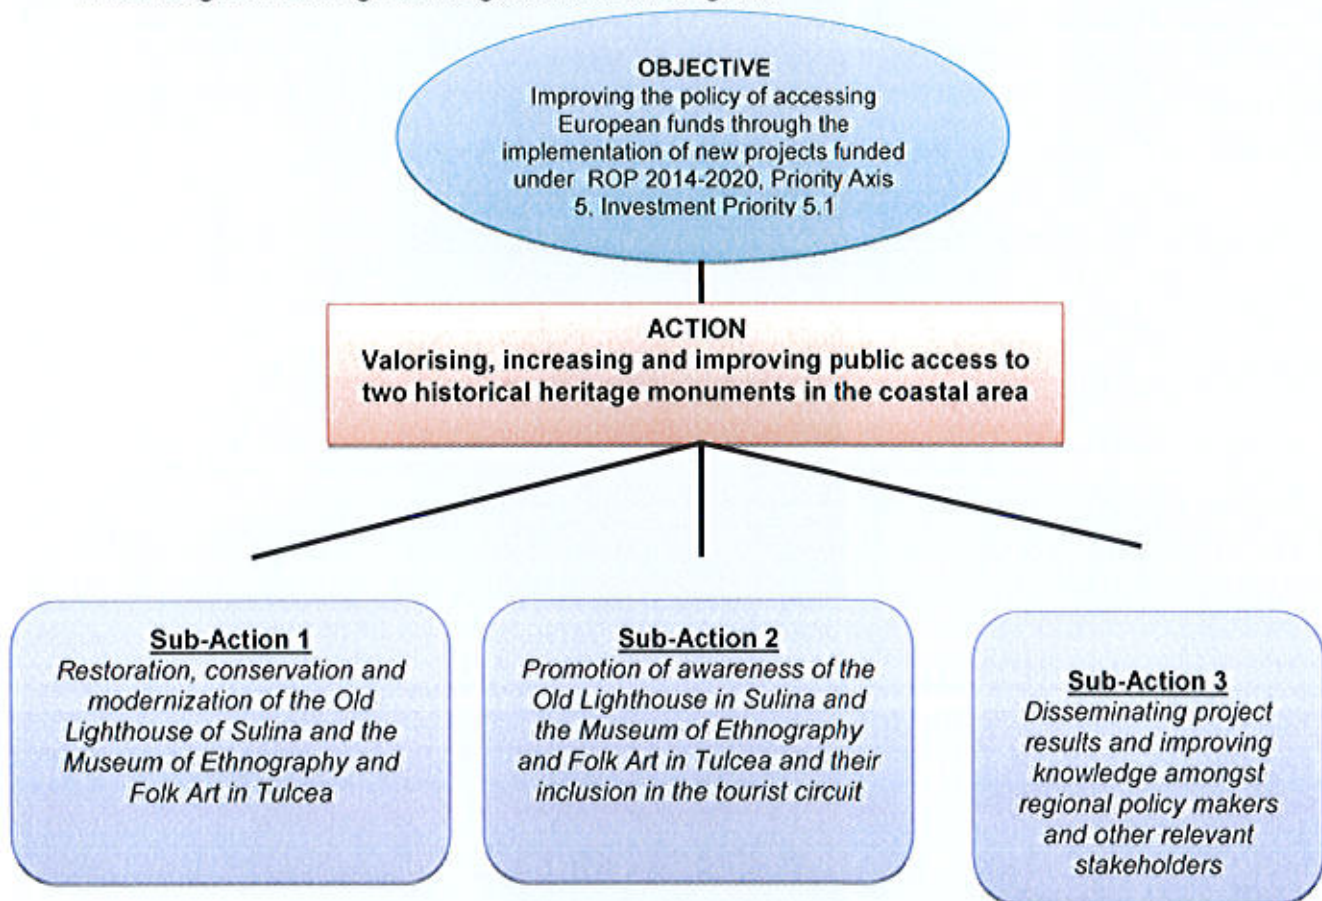 OBJECTIVE
Improving the policy of accessing
European funds through the
implementation of new projects funded
under ROP 2014-2020, Priority Axis
5, Investment Priority 5.1
ACTION
Valorising, increasing and improving public access to
two historical heritage monuments in the coastal area
Sub-Action 1
Restoration, conservation and
modernization of the Old
Lighthouse of Sulina and the
Museum of Ethnography and
Folk Art in Tulcea
Sub-Action 2
Promotion of awareness of the
Old Lighthouse in Sulina and
the Museum of Ethnography
and Folk Art in Tulcea and their
inclusion in the tourist circuit
Sub-Action 3
Disseminating project
results and improving
knowledge amongst
regional policy makers
and other relevant
stakeholders